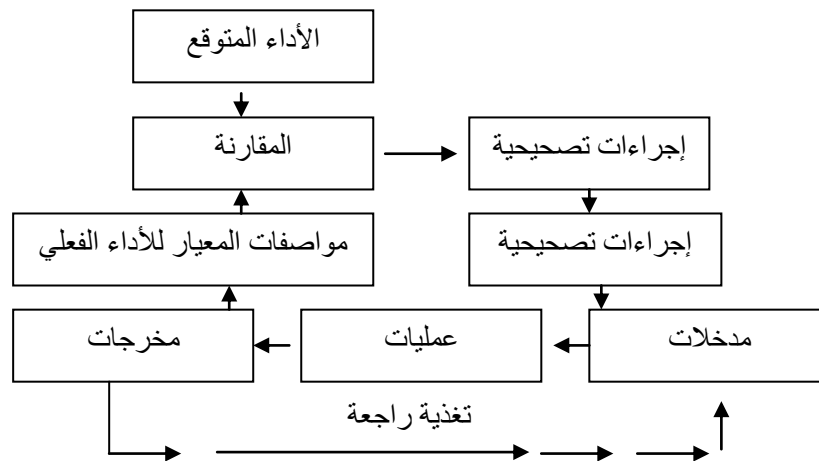 الأداء المتوقع
إجراءات تصحيحية
المقارنة
إجراءات تصحيحية
مواصفات المعيار للأداء الفعلي
مدخلات
عمليات
مخرجات
تغذية راجعة